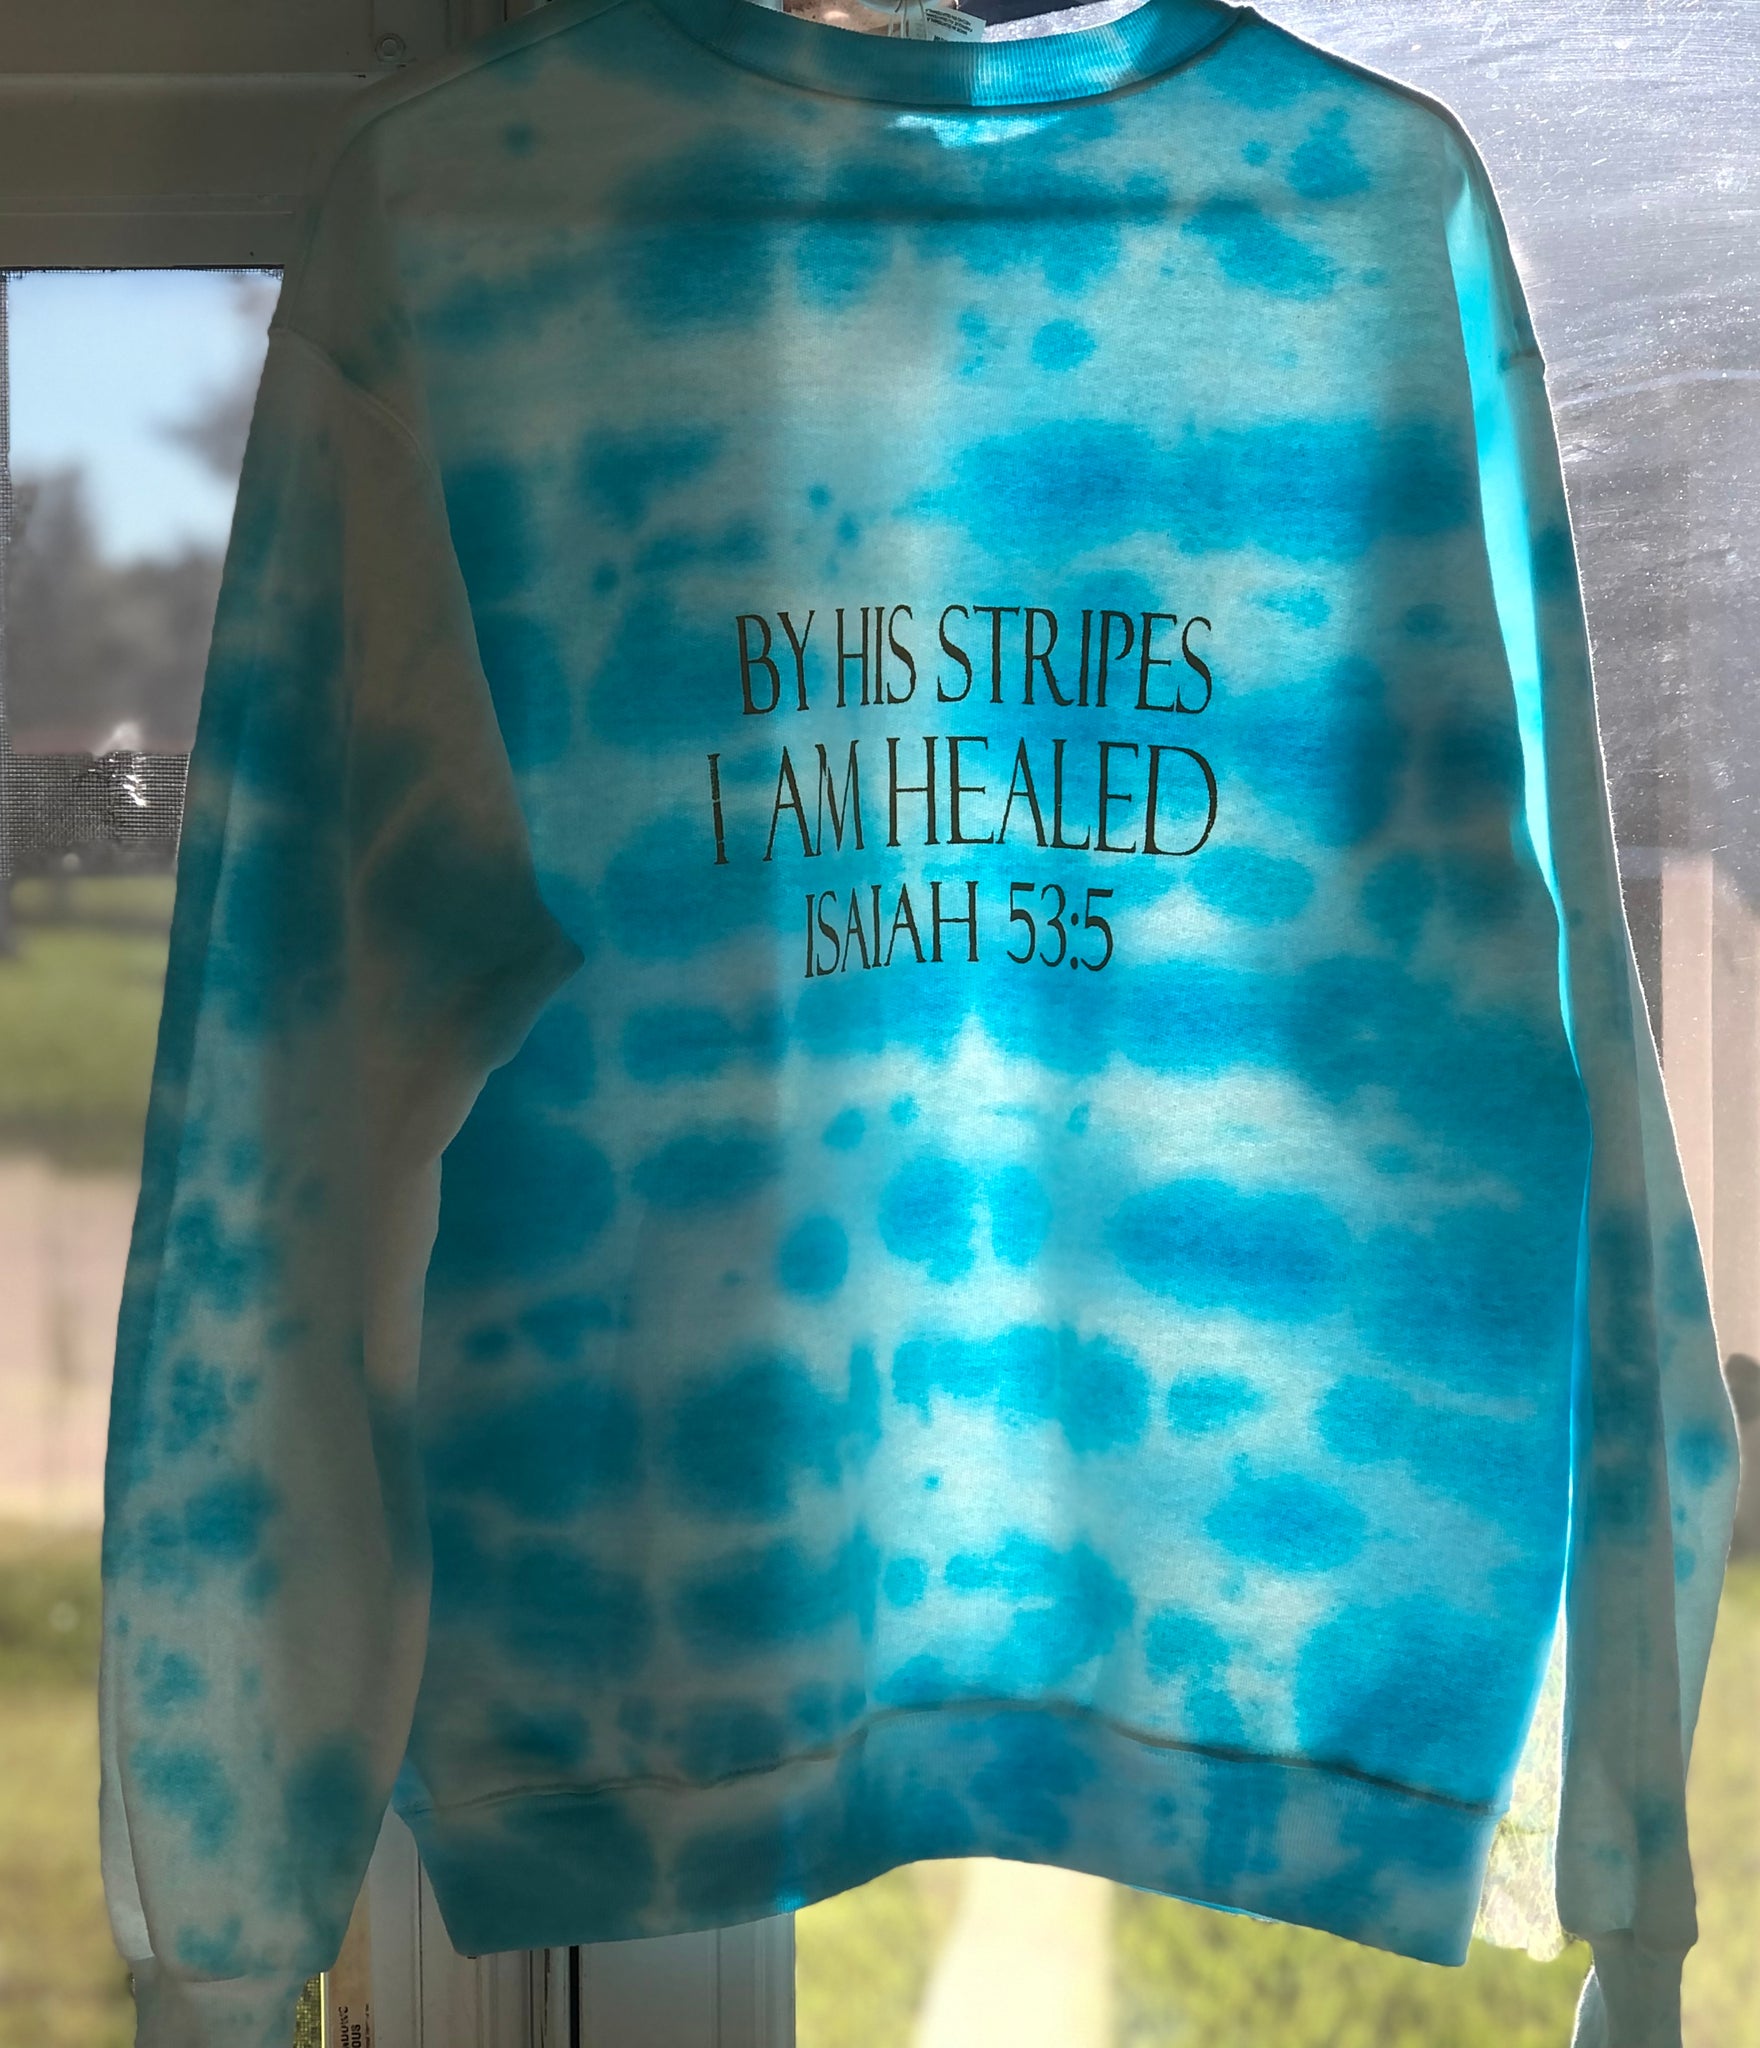 BY HIS STRIPES
I AM HEALED
ISAIAH 53:5